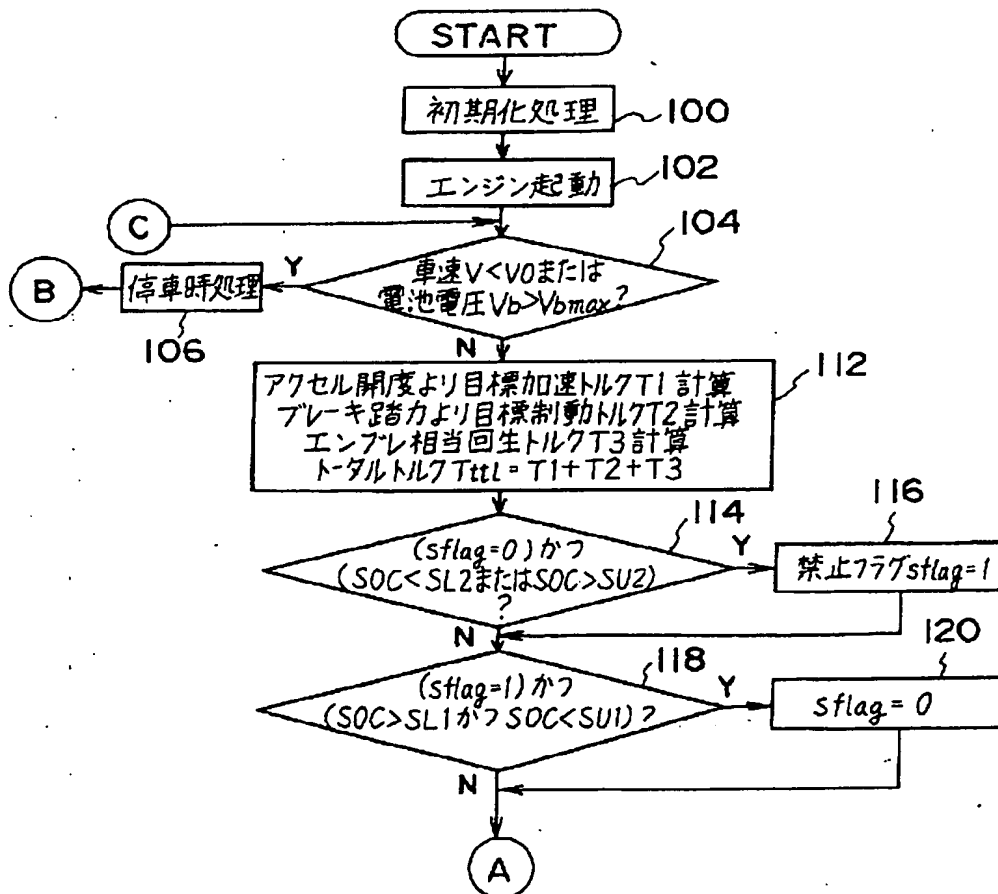 START
初期化処理
100
エンジン起動
102
C
104
車速V<V0または
電池電圧Vb>Vbmax?
Y
停車時処理
B
106
N
112
アクセル開度より目標加速トルクT1計算
ブレーキ踏力より目標制動トルクT2計算
エンブレ相当回生トルクT3計算
トータルトルクTttl=T1+T2+T3
114
(sflag=0)かつ
(SOC<SL2またはSOC>SU2)
?
Y
116
禁止フラグsflag=1
N
118
(sflag=1)かつ
(SOC>SL1かつSOC<SU1)?
Y
120
sflag=0
N
A